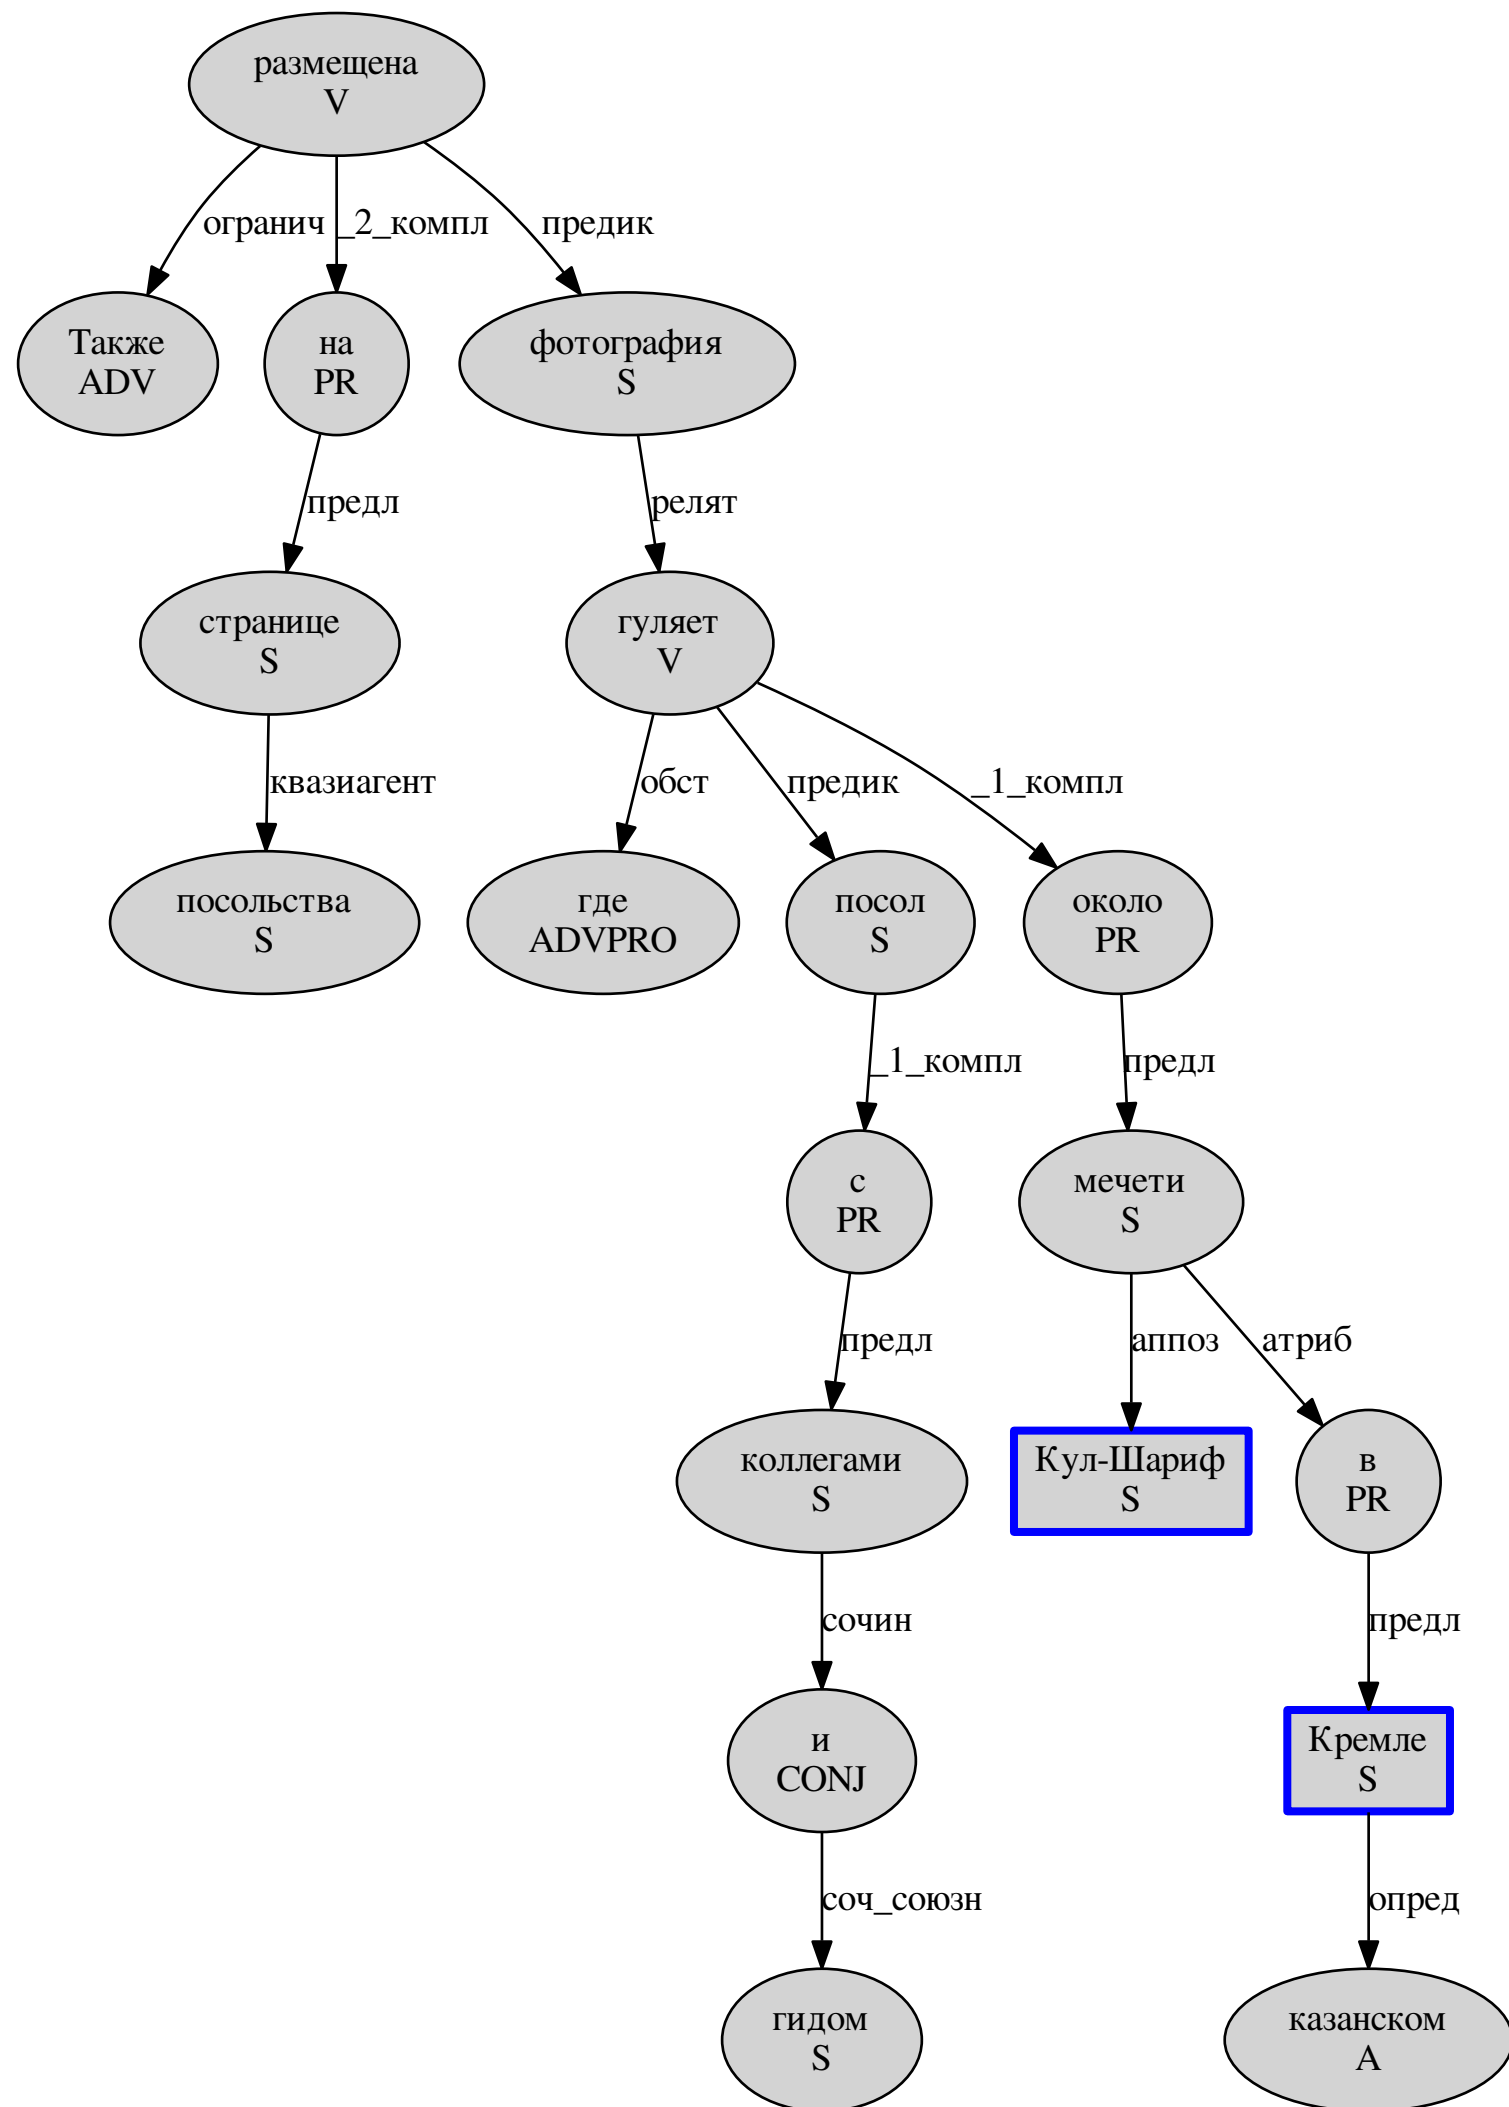 размещена
V
огранич
_2_компл
предик
Также
ADV
на
PR
фотография
S
предл
релят
странице
S
гуляет
V
квазиагент
обст
предик
_1_компл
посольства
S
где
ADVPRO
посол
S
около
PR
_1_компл
предл
с
PR
мечети
S
предл
аппоз
атриб
коллегами
S
Кул-Шариф
S
в
PR
сочин
предл
и
CONJ
Кремле
S
соч_союзн
опред
гидом
S
казанском
A